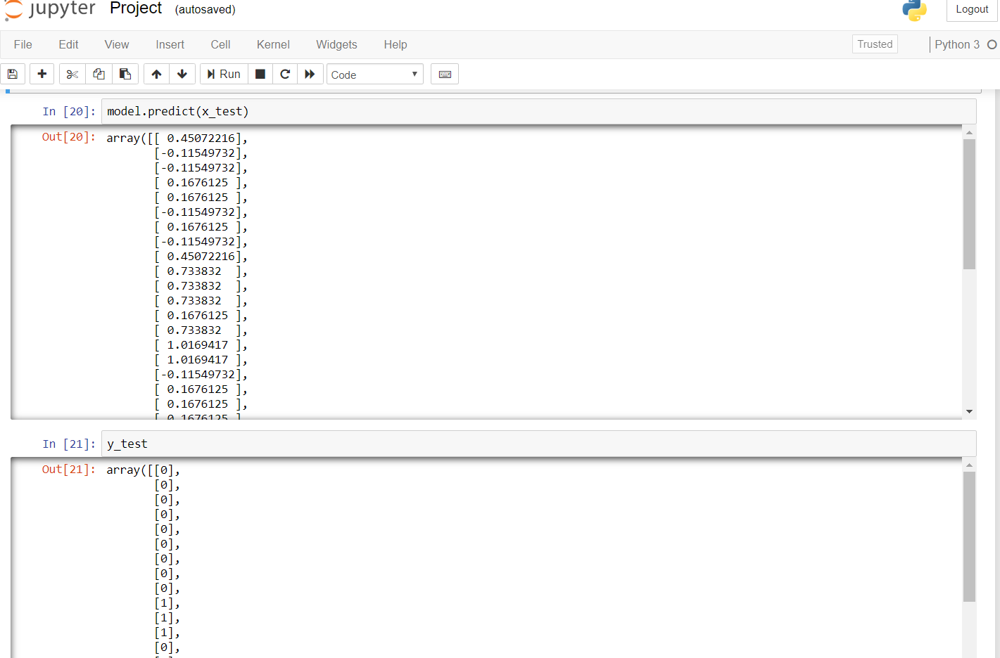 jupyter Project (autosaved) Logout
File Edit View Insert Cell Kernel Widgets Help Trusted Python 3
Run Code
In [20]: model.predict(x_test)
Out[20]: array([[ 0.45072216],
[-0.11549732],
[-0.11549732],
[ 0.1676125 ],
[ 0.1676125 ],
[-0.11549732],
[ 0.1676125 ],
[-0.11549732],
[ 0.45072216],
[ 0.733832  ],
[ 0.733832  ],
[ 0.733832  ],
[ 0.1676125 ],
[ 0.733832  ],
[ 1.0169417 ],
[ 1.0169417 ],
[-0.11549732],
[ 0.1676125 ],
[ 0.1676125 ],
[ 0.1676125 ]
In [21]: y_test
Out[21]: array([[0],
[0],
[0],
[0],
[0],
[0],
[0],
[0],
[0],
[1],
[1],
[1],
[0],